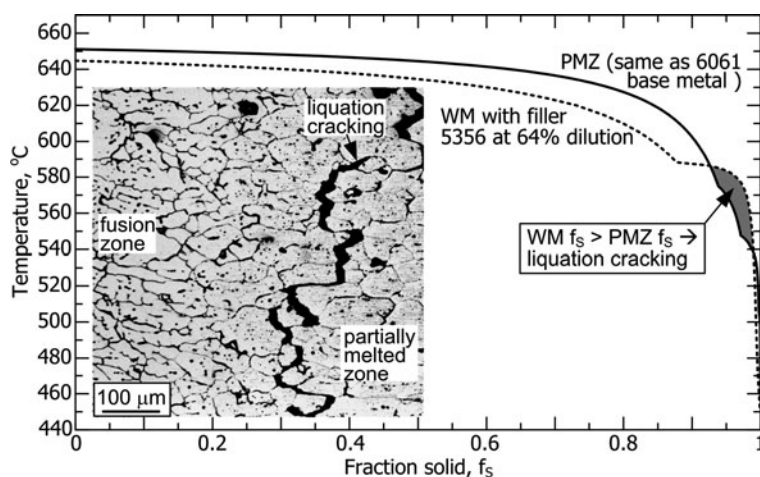 660
640
620
600
580
560
540
520
500
480
460
440
Temperature, °C
0
0.2
0.4
0.6
0.8
1
Fraction solid, fₛ
PMZ (same as 6061
base metal )
WM with filler
5356 at 64% dilution
WM fₛ > PMZ fₛ →
liquation cracking
liquation
cracking
fusion
zone
partially
melted
zone
100 μm